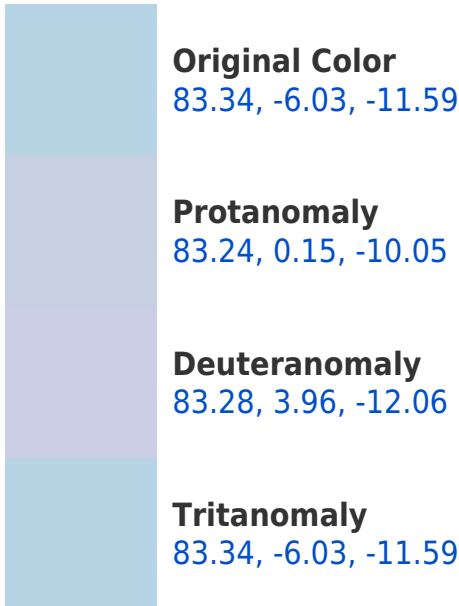 Original Color
83.34, -6.03, -11.59
Protanomaly
83.24, 0.15, -10.05
Deuteranomaly
83.28, 3.96, -12.06
Tritanomaly
83.34, -6.03, -11.59